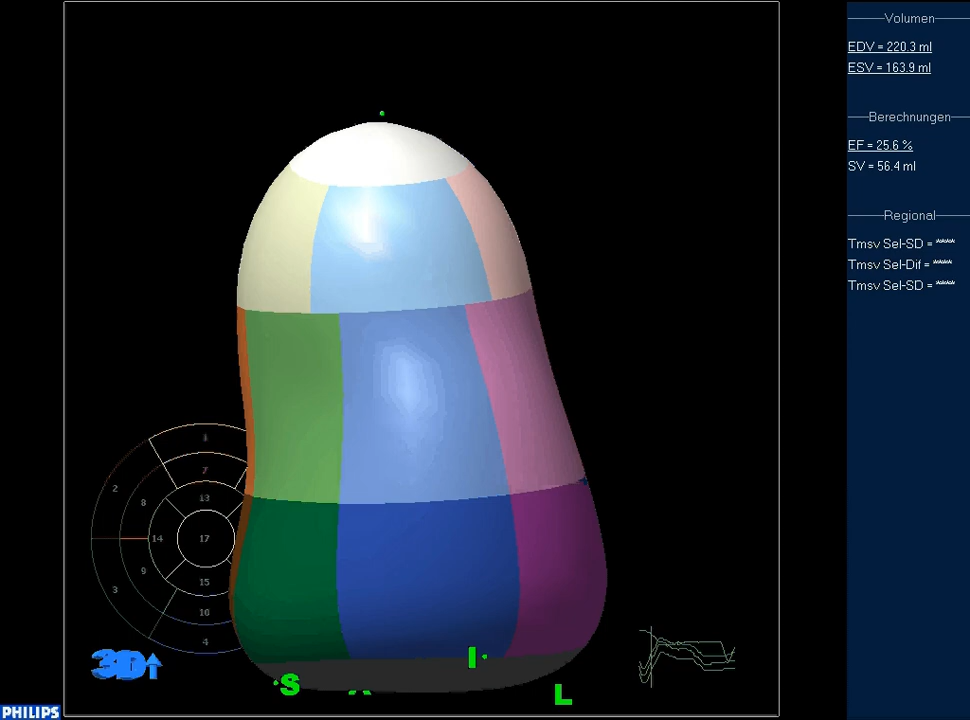 Volumen
EDV = 220.3 ml
ESV = 163.9 ml
Berechnungen
EF = 25.6 %
SV = 56.4 ml
Regional
Tmsv Sel-SD = ****
Tmsv Sel-Dif = ****
Tmsv Sel-SD = ****
1
7
2
8
13
14
17
9
15
3
16
4
3D
I
S
L
PHILIPS